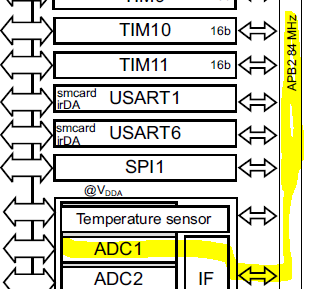 TIM10 16b
TIM11 16b
smcard
irDA USART1
smcard
irDA USART6
SPI1
@VDDA
Temperature sensor
ADC1
ADC2 IF
APB2 84 MHz